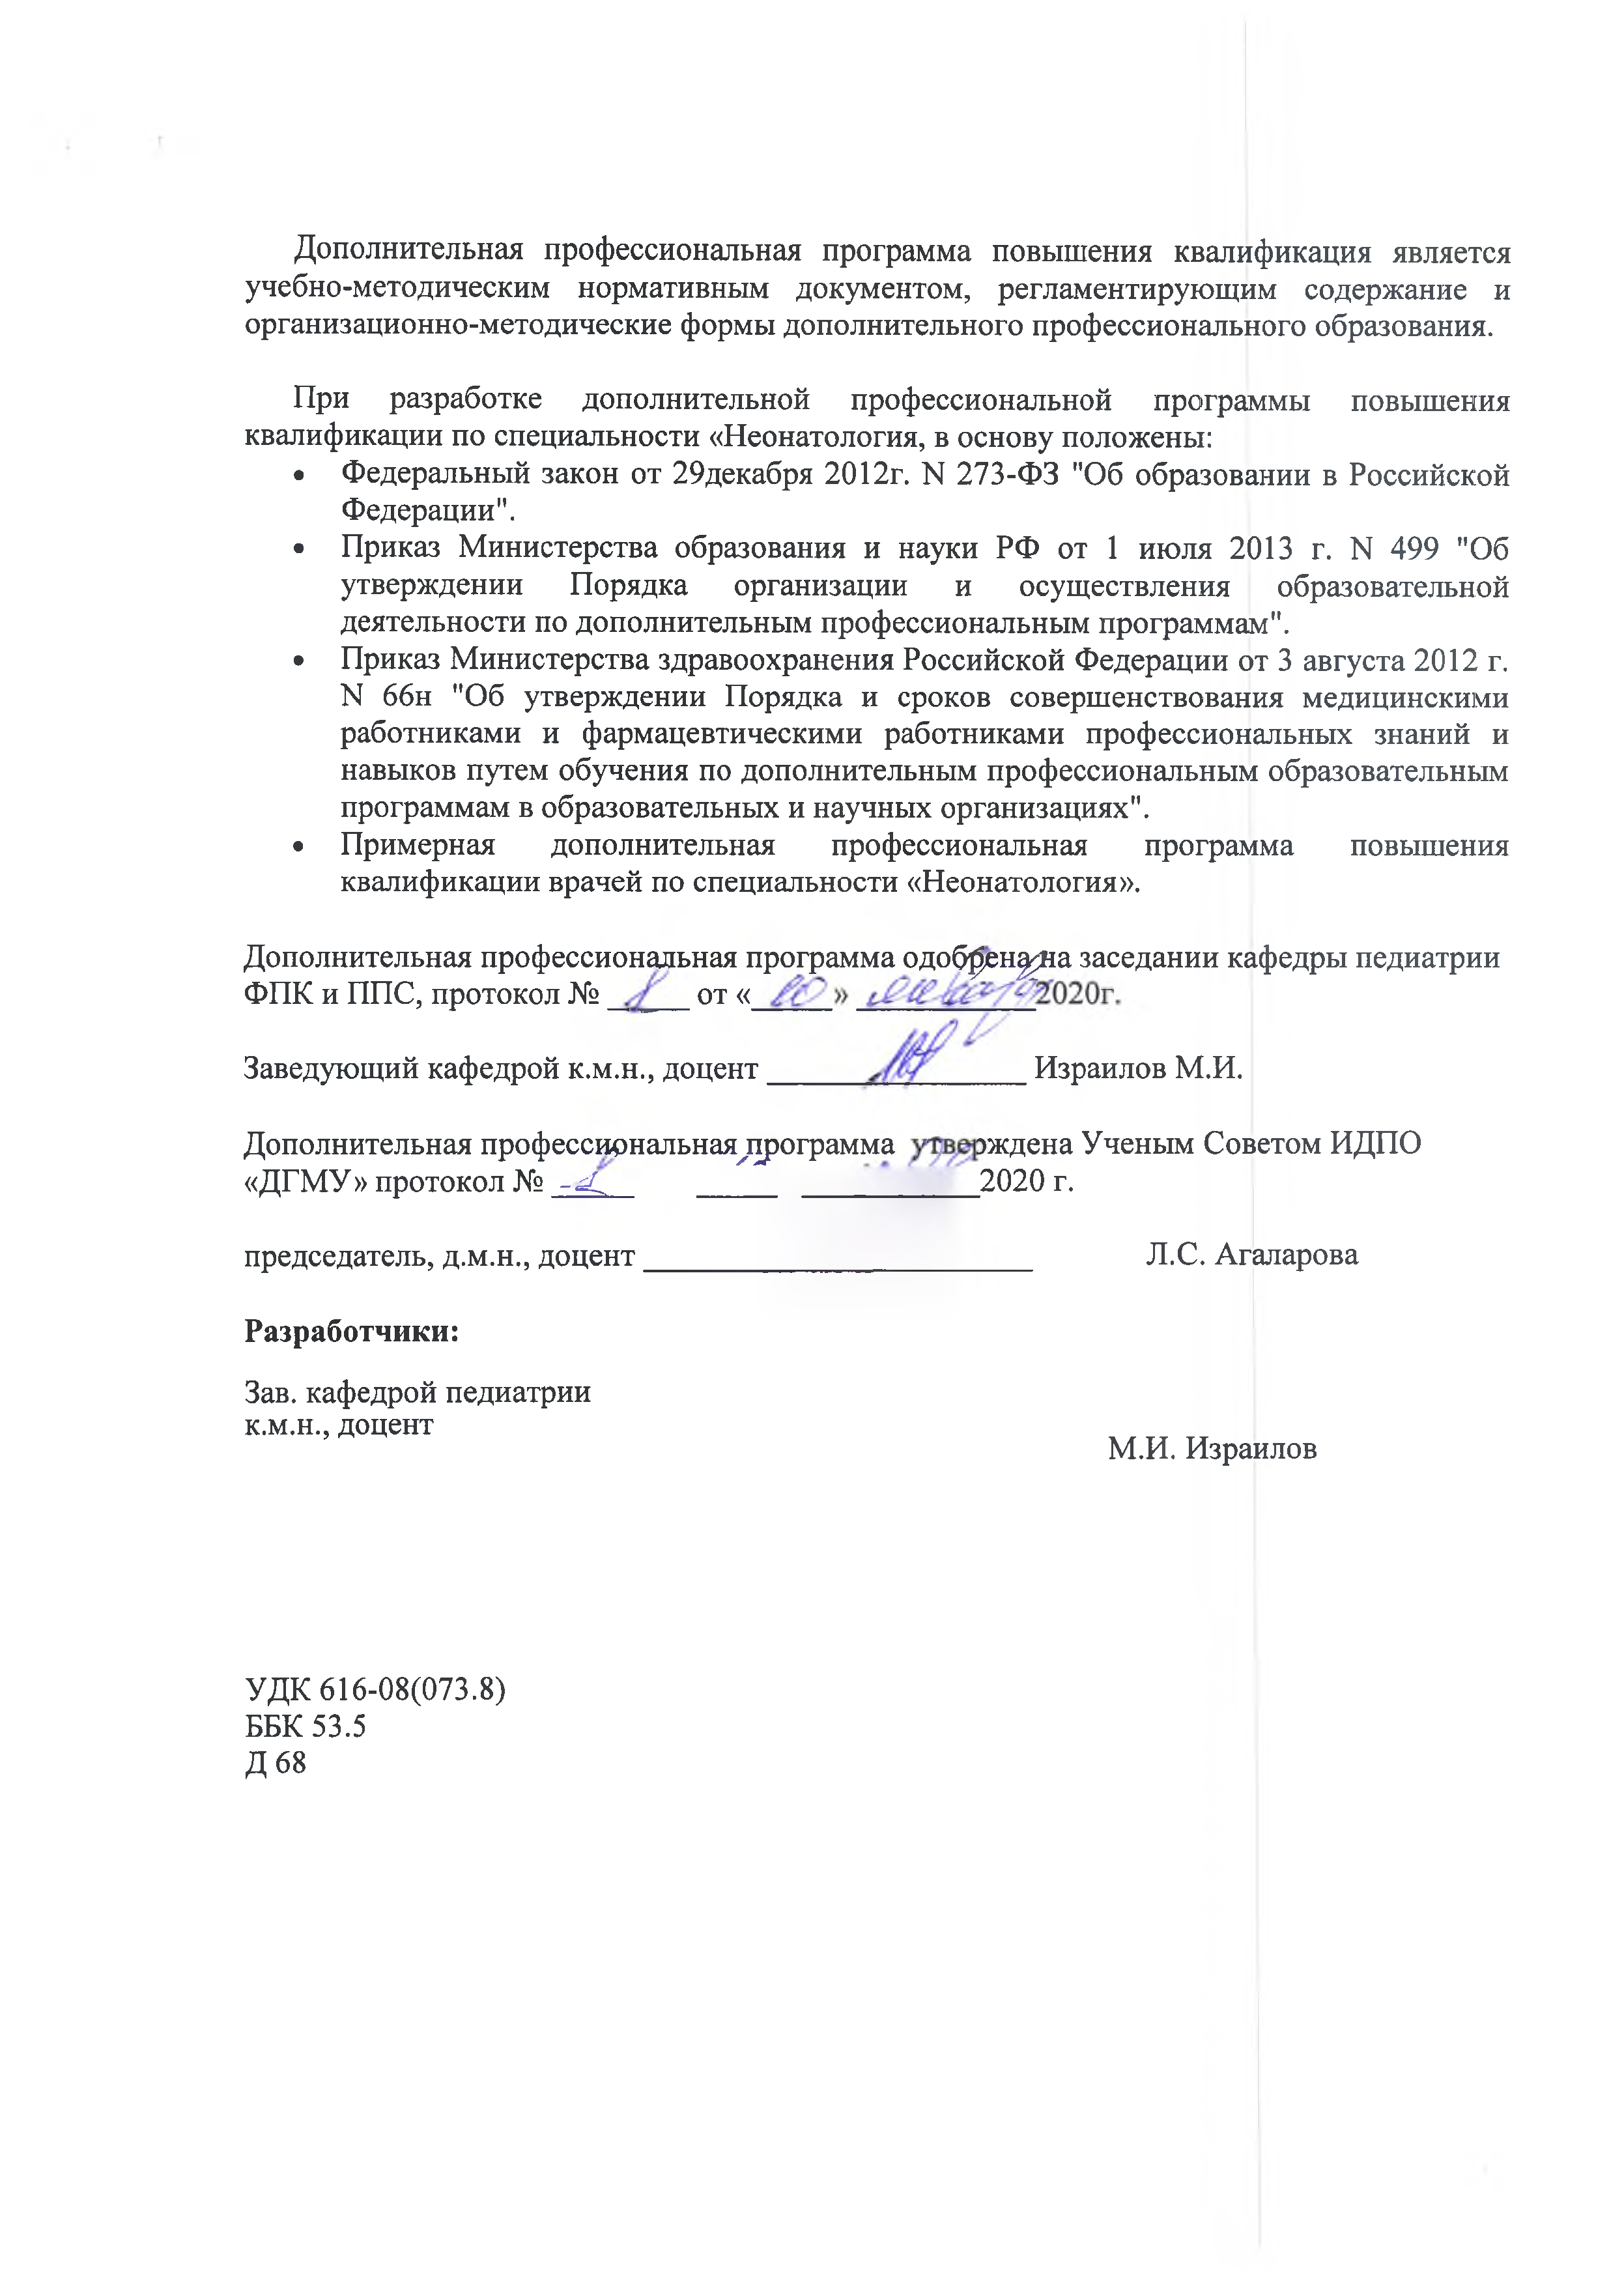 Дополнительная профессиональная программа повышения квалификация является
учебно-методическим нормативным документом, регламентирующим содержание и
организационно-методические формы дополнительного профессионального образования.
При разработке дополнительной профессиональной программы повышения
квалификации по специальности «Неонатология, в основу положены:
• Федеральный закон от 29декабря 2012г. N 273-ФЗ "Об образовании в Российской
Федерации".
• Приказ Министерства образования и науки РФ от 1 июля 2013 г. N 499 "Об
утверждении Порядка организации и осуществления образовательной
деятельности по дополнительным профессиональным программам".
• Приказ Министерства здравоохранения Российской Федерации от 3 августа 2012 г.
N 66н "Об утверждении Порядка и сроков совершенствования медицинскими
работниками и фармацевтическими работниками профессиональных знаний и
навыков путем обучения по дополнительным профессиональным образовательным
программам в образовательных и научных организациях".
• Примерная дополнительная профессиональная программа повышения
квалификации врачей по специальности «Неонатология».
Дополнительная профессиональная программа одобрена на заседании кафедры педиатрии
ФПК и ППС, протокол № 8 от « » января 2020г.
Заведующий кафедрой к.м.н., доцент Израилов М.И.
Дополнительная профессиональная программа утверждена Ученым Советом ИДПО
«ДГМУ» протокол № 2020 г.
председатель, д.м.н., доцент Л.С. Агаларова
Разработчики:
Зав. кафедрой педиатрии
к.м.н., доцент
М.И. Израилов
УДК 616-08(073.8)
ББК 53.5
Д 68